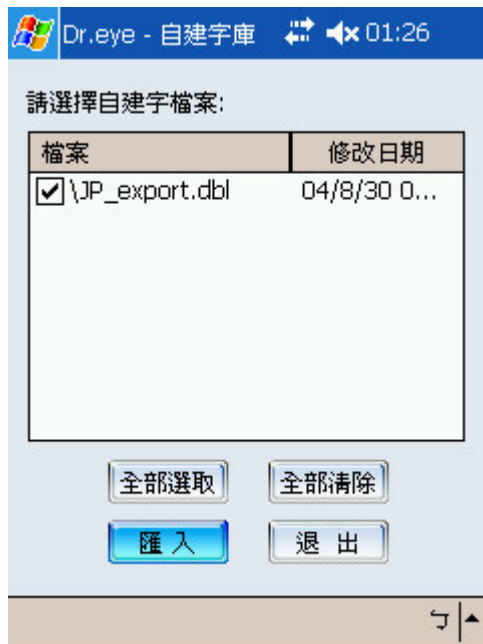 Dr.eye - 自建字庫 01:26
請選擇自建字檔案:
檔案 修改日期
\JP_export.dbl 04/8/30 0...
全部選取 全部清除
匯入 退出
ㄅ